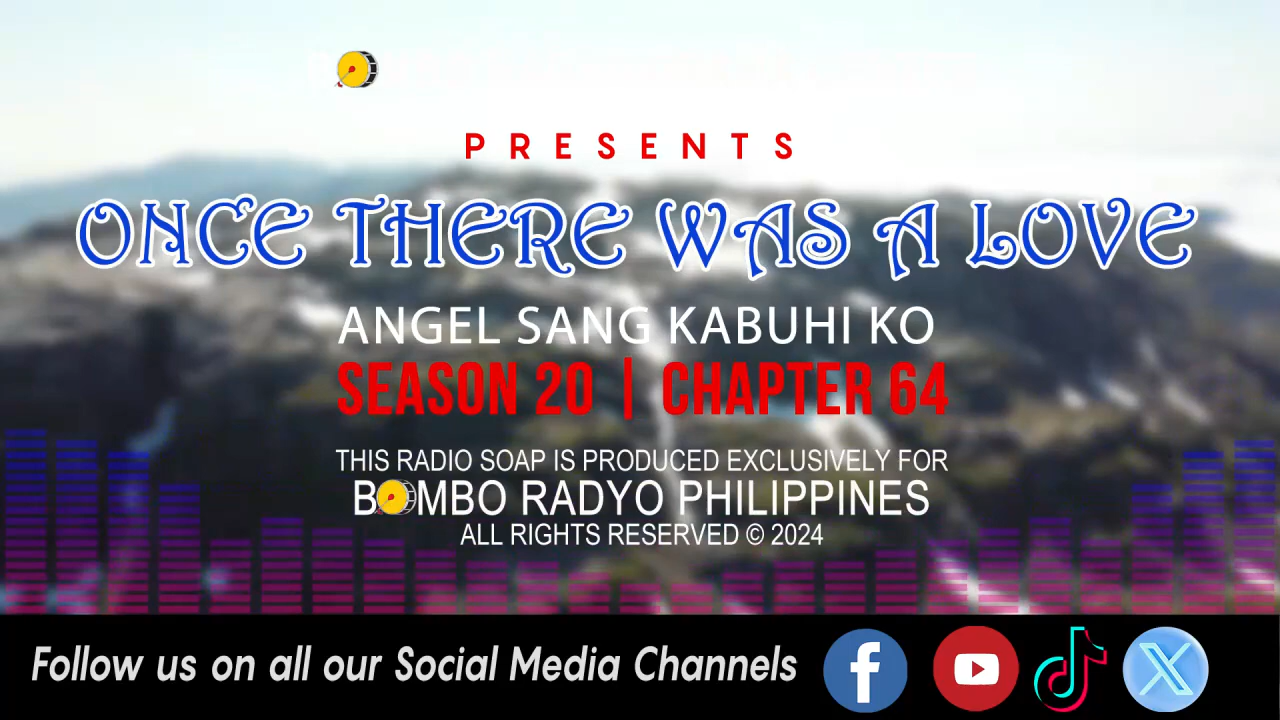 PRESENTS
ONCE THERE WAS A LOVE
ANGEL SANG KABUHI KO
SEASON 20 | CHAPTER 64
THIS RADIO SOAP IS PRODUCED EXCLUSIVELY FOR
BOMBO RADYO PHILIPPINES
ALL RIGHTS RESERVED © 2024
Follow us on all our Social Media Channels